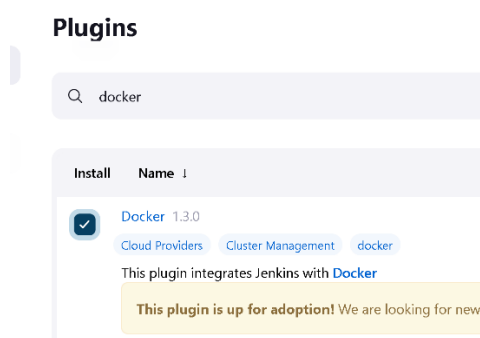 Plugins
docker
Install Name ↓
Docker 1.3.0
Cloud Providers Cluster Management docker
This plugin integrates Jenkins with Docker
This plugin is up for adoption! We are looking for new